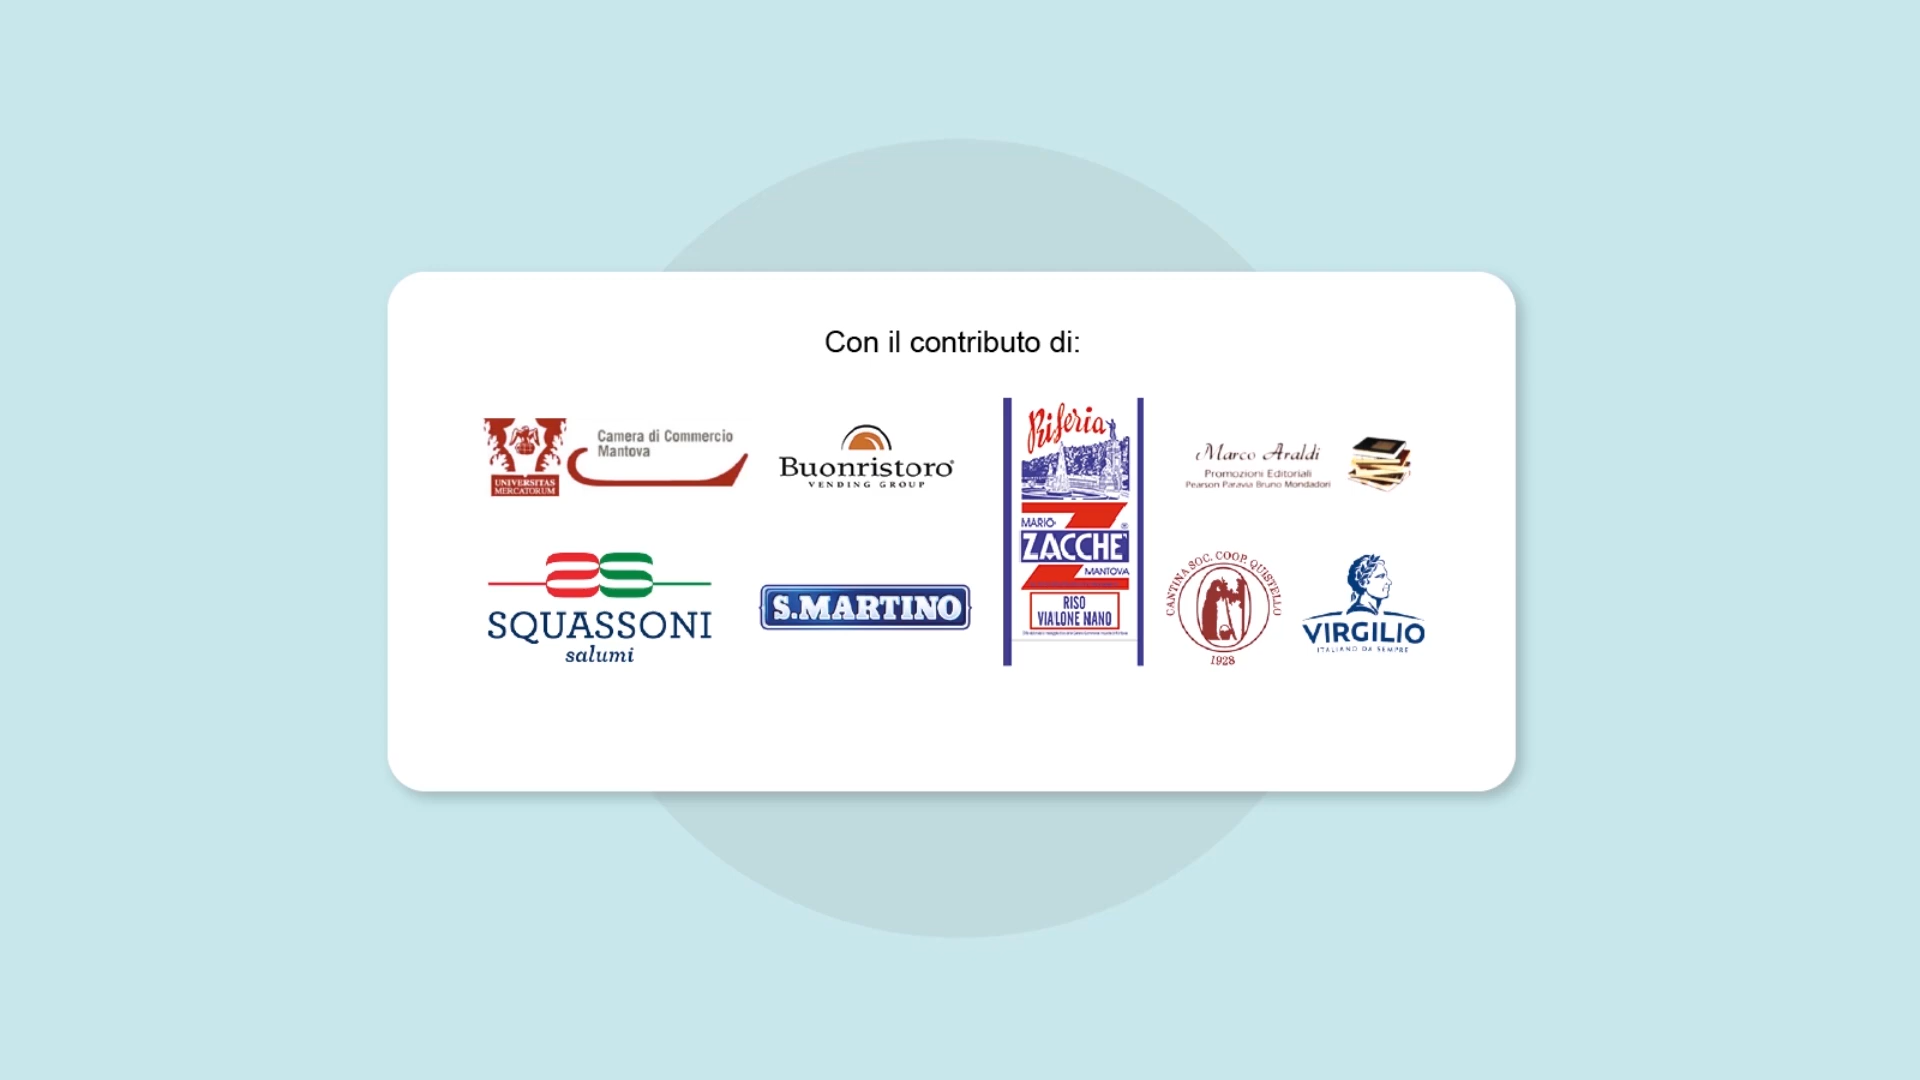 Con il contributo di:
UNIVERSITAS
MERCATORUM
Camera di Commercio
Mantova
Buonristoro®
VENDING GROUP
Riseria
MARIO
ZACCHE' ®
MANTOVA
RISO
VIALONE NANO
Marco Araldi
Promozioni Editoriali
Pearson Paravia Bruno Mondadori
SQUASSONI
salumi
S.MARTINO
CANTINA SOC. COOP. QUISTELLO
1928
VIRGILIO
ITALIANO DA SEMPRE